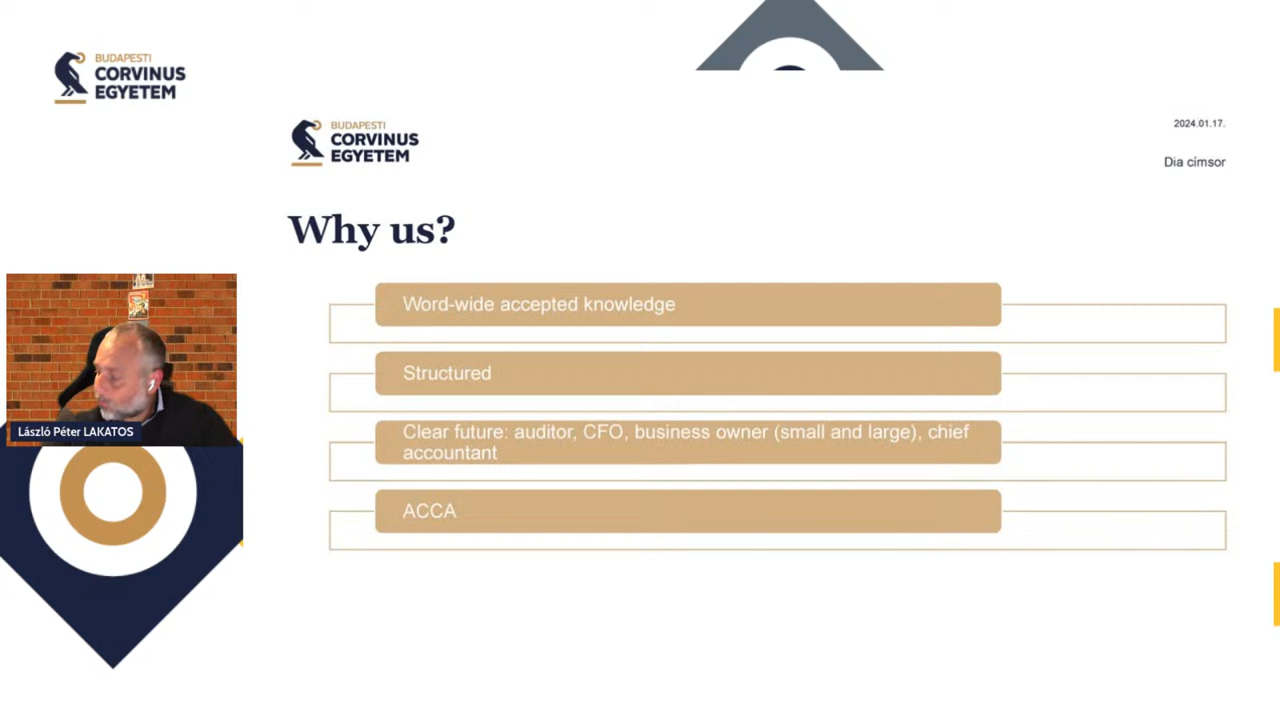 BUDAPESTI
CORVINUS
EGYETEM
BUDAPESTI
CORVINUS
EGYETEM
2024.01.17.
Dia címsor
Why us?
Word-wide accepted knowledge
Structured
Clear future: auditor, CFO, business owner (small and large), chief
accountant
ACCA
László Péter LAKATOS